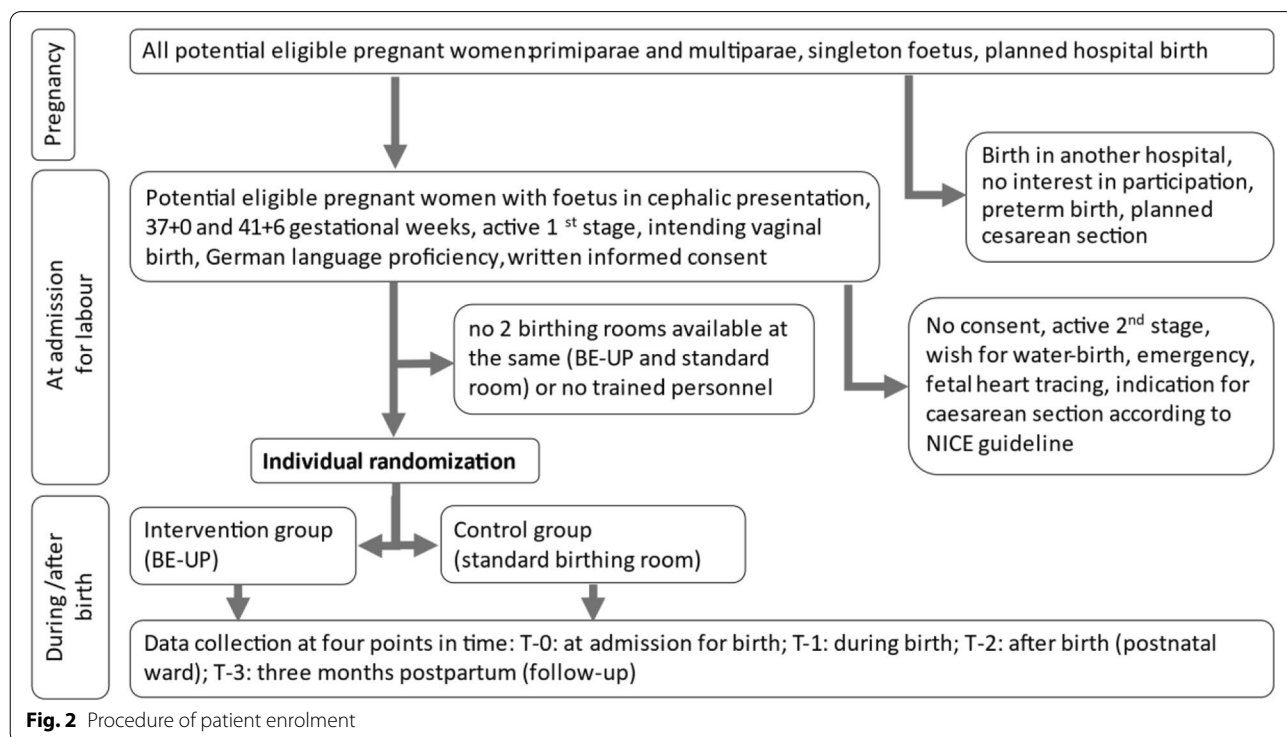 Pregnancy
All potential eligible pregnant women:primiparae and multiparae, singleton foetus, planned hospital birth
Birth in another hospital,
no interest in participation,
preterm birth, planned
cesarean section
At admission
for labour
Potential eligible pregnant women with foetus in cephalic presentation,
37+0 and 41+6 gestational weeks, active 1 st stage, intending vaginal
birth, German language proficiency, written informed consent
no 2 birthing rooms available at
the same (BE-UP and standard
room) or no trained personnel
No consent, active 2nd stage,
wish for water-birth, emergency,
fetal heart tracing, indication for
caesarean section according to
NICE guideline
Individual randomization
During /after
birth
Intervention group
(BE-UP)
Control group
(standard birthing room)
Data collection at four points in time: T-0: at admission for birth; T-1: during birth; T-2: after birth (postnatal
ward); T-3: three months postpartum (follow-up)
Fig. 2 Procedure of patient enrolment